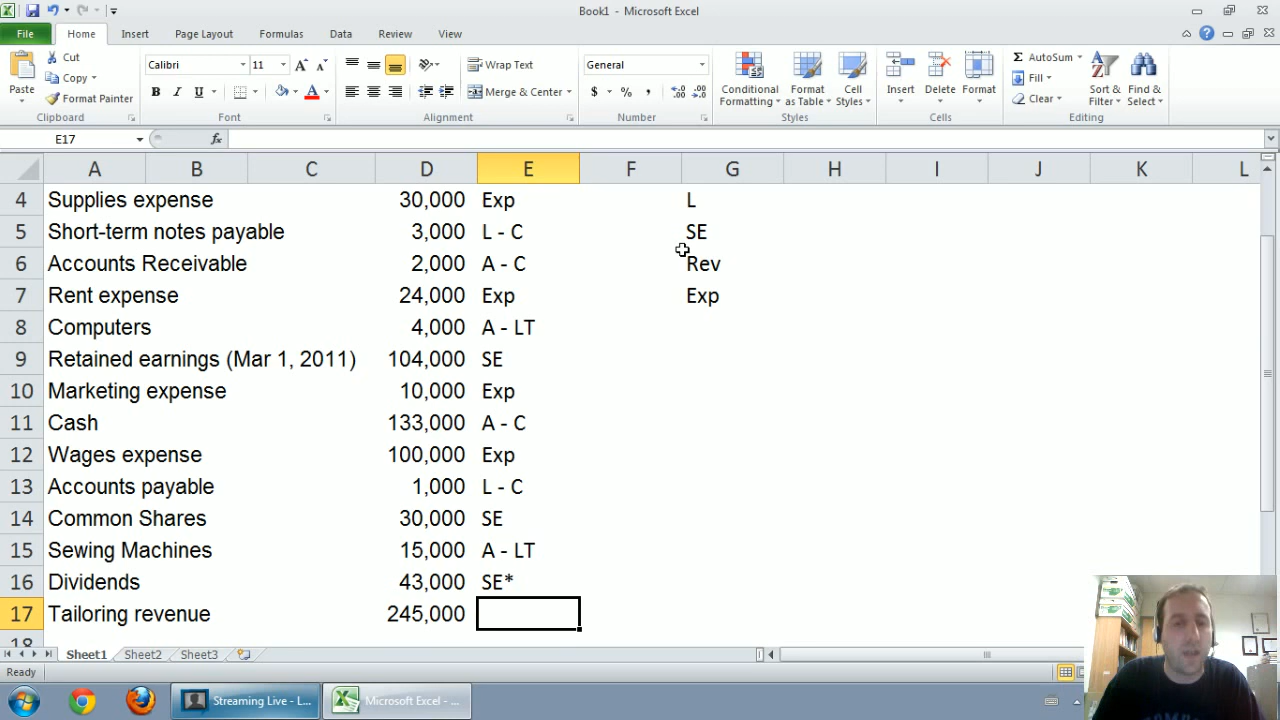 Book1 - Microsoft Excel
File Home Insert Page Layout Formulas Data Review View
Cut Calibri 11 Wrap Text General AutoSum
Copy Fill
Paste Format Painter Merge & Center Conditional Formatting Format as Table Cell Styles Insert Delete Format Clear Sort & Filter Find & Select
Clipboard Font Alignment Number Styles Cells Editing
E17 fx
A B C D E F G H I J K L
4 Supplies expense 30,000 Exp L
5 Short-term notes payable 3,000 L - C SE
6 Accounts Receivable 2,000 A - C Rev
7 Rent expense 24,000 Exp Exp
8 Computers 4,000 A - LT
9 Retained earnings (Mar 1, 2011) 104,000 SE
10 Marketing expense 10,000 Exp
11 Cash 133,000 A - C
12 Wages expense 100,000 Exp
13 Accounts payable 1,000 L - C
14 Common Shares 30,000 SE
15 Sewing Machines 15,000 A - LT
16 Dividends 43,000 SE*
17 Tailoring revenue 245,000
18
Sheet1 Sheet2 Sheet3
Ready
Streaming Live - L... Microsoft Excel - ...